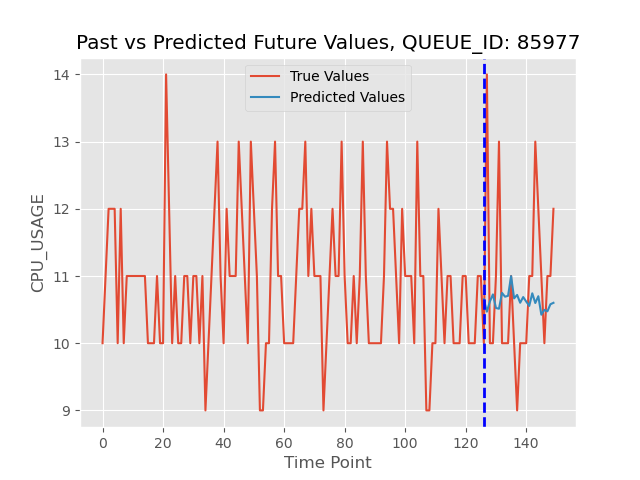 Past vs Predicted Future Values, QUEUE_ID: 85977
True Values
Predicted Values
14
13
12
11
10
9
CPU_USAGE
0 20 40 60 80 100 120 140
Time Point